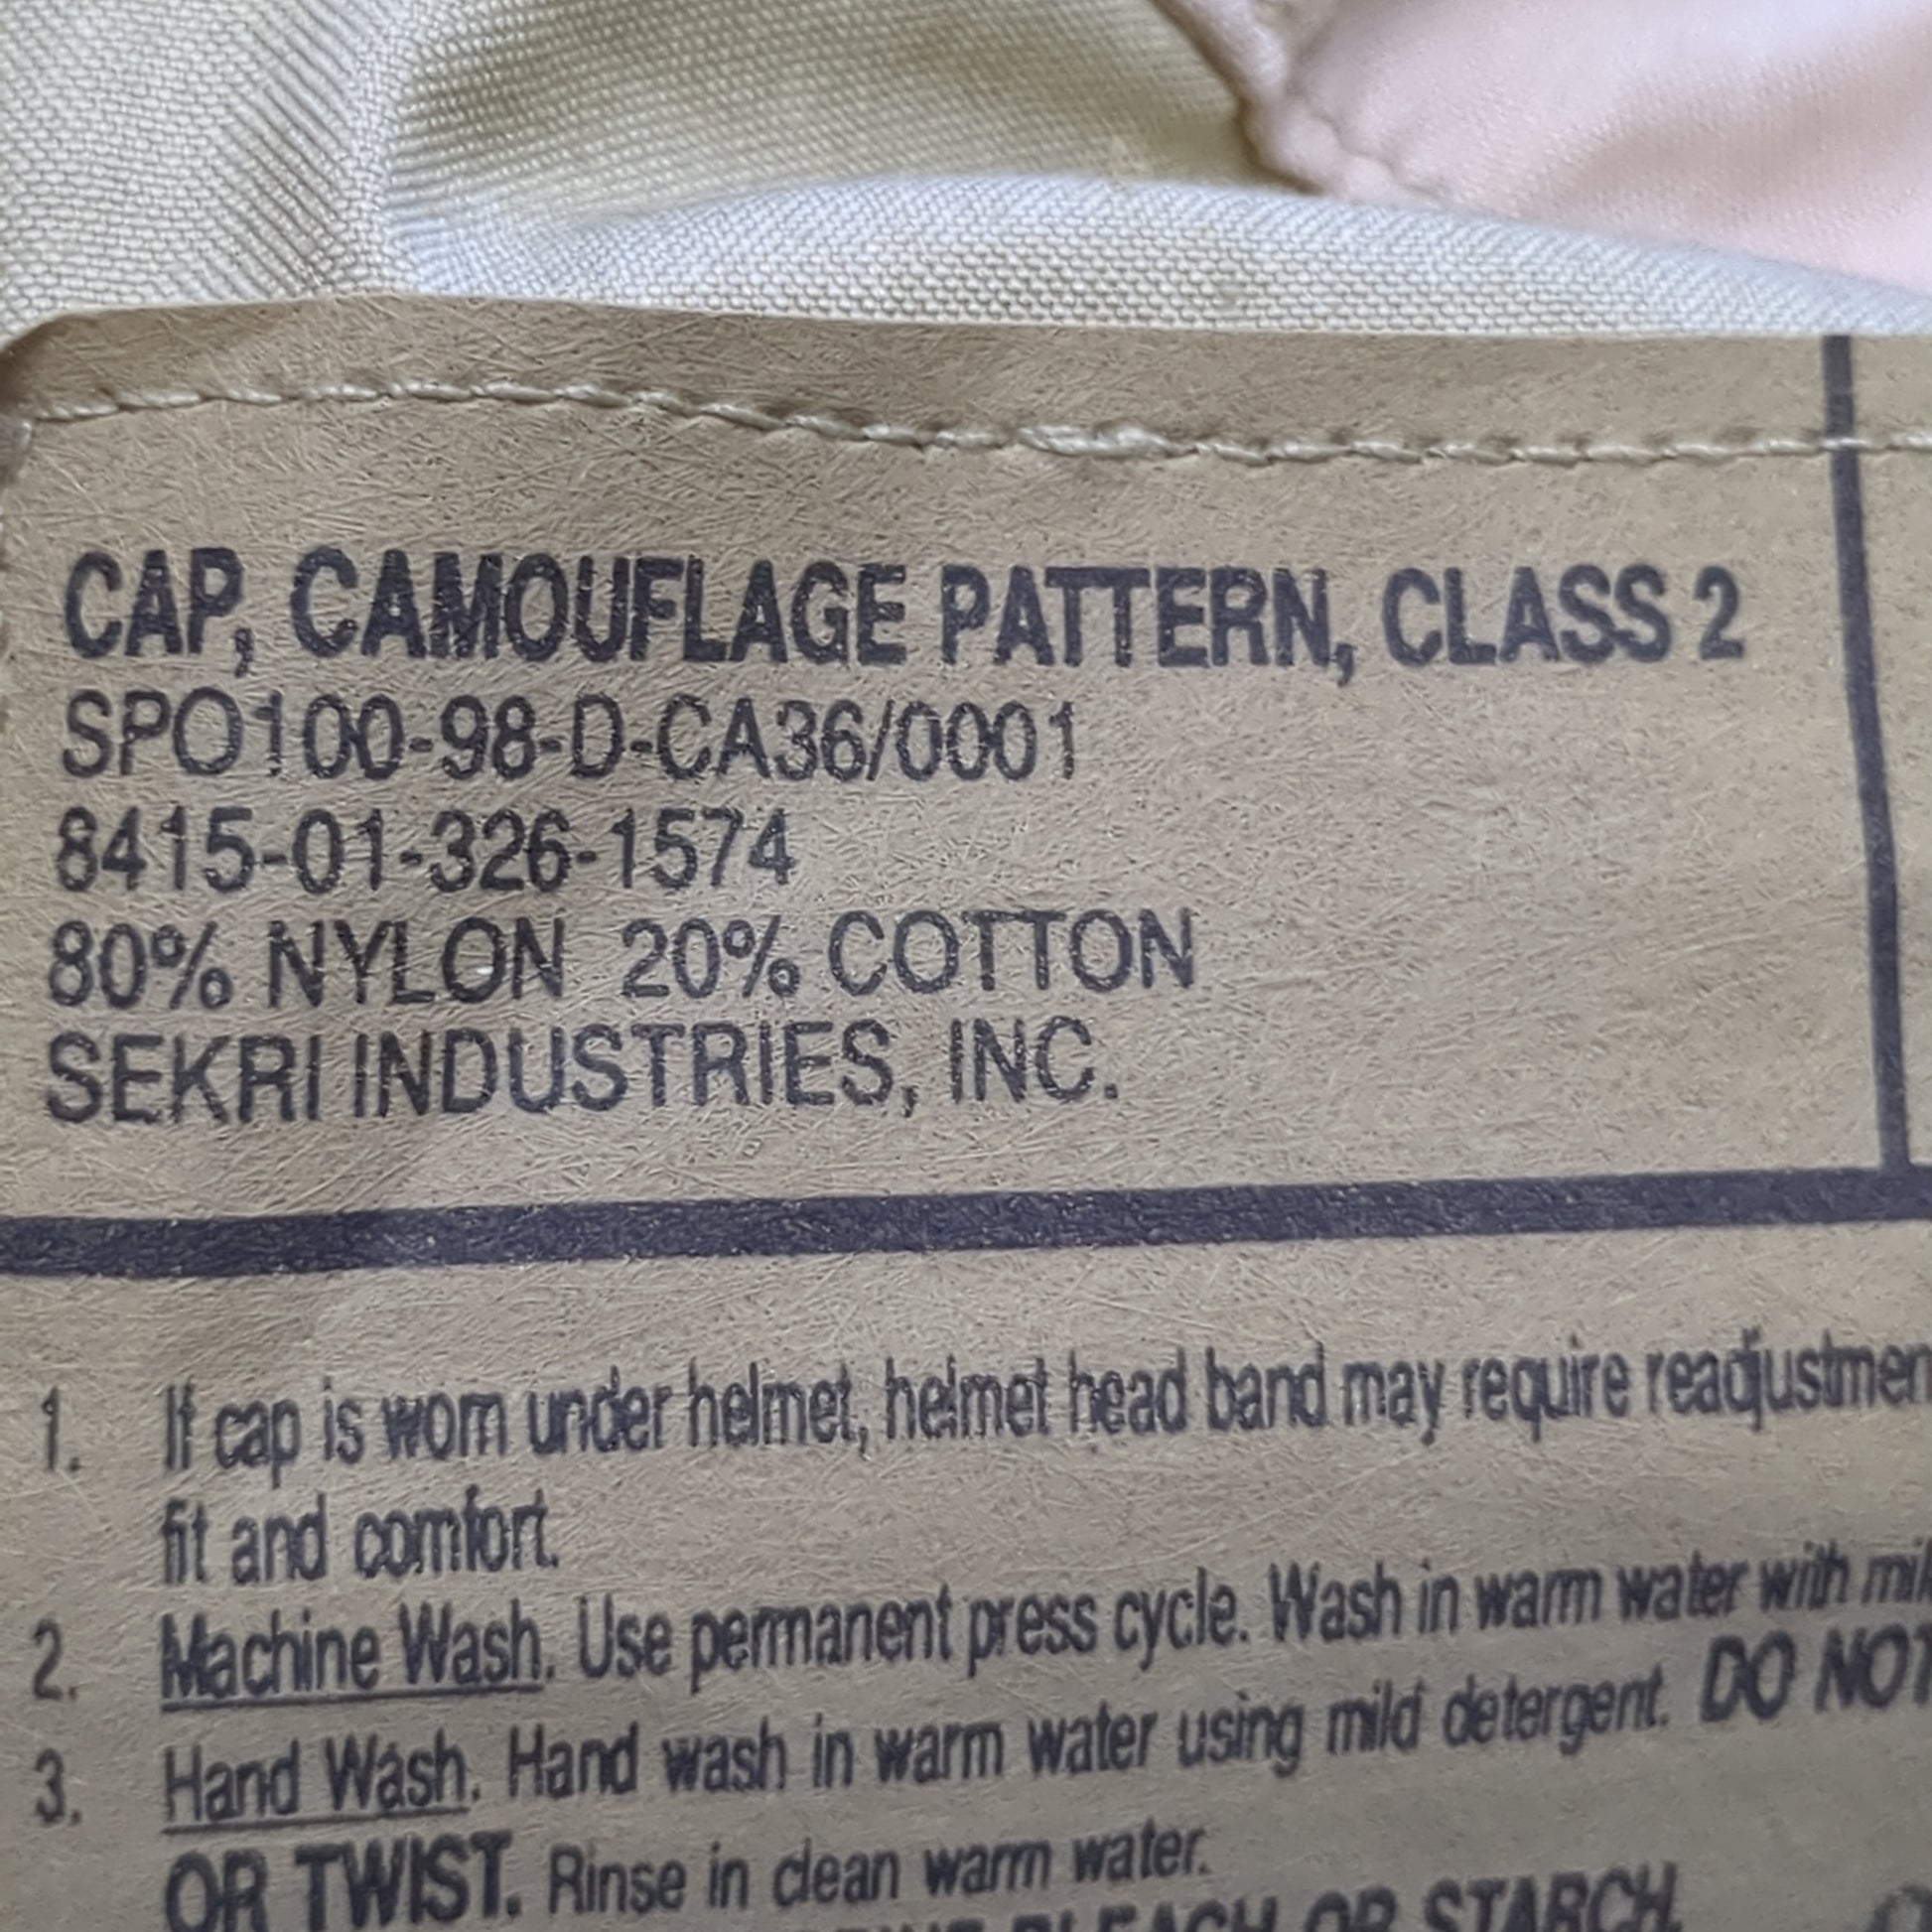 CAP, CAMOUFLAGE PATTERN, CLASS 2
SPO100-98-D-CA36/0001
8415-01-326-1574
80% NYLON 20% COTTON
SEKRI INDUSTRIES, INC.
1. If cap is worn under helmet, helmet head band may require
fit and comfort.
2. Machine Wash. Use permanent press cycle. Wash in warm water with
3. Hand Wash. Hand wash in warm water using mild detergent. DO NOT
OR TWIST. Rinse in clean warm water.
BLEACH OR STARCH.